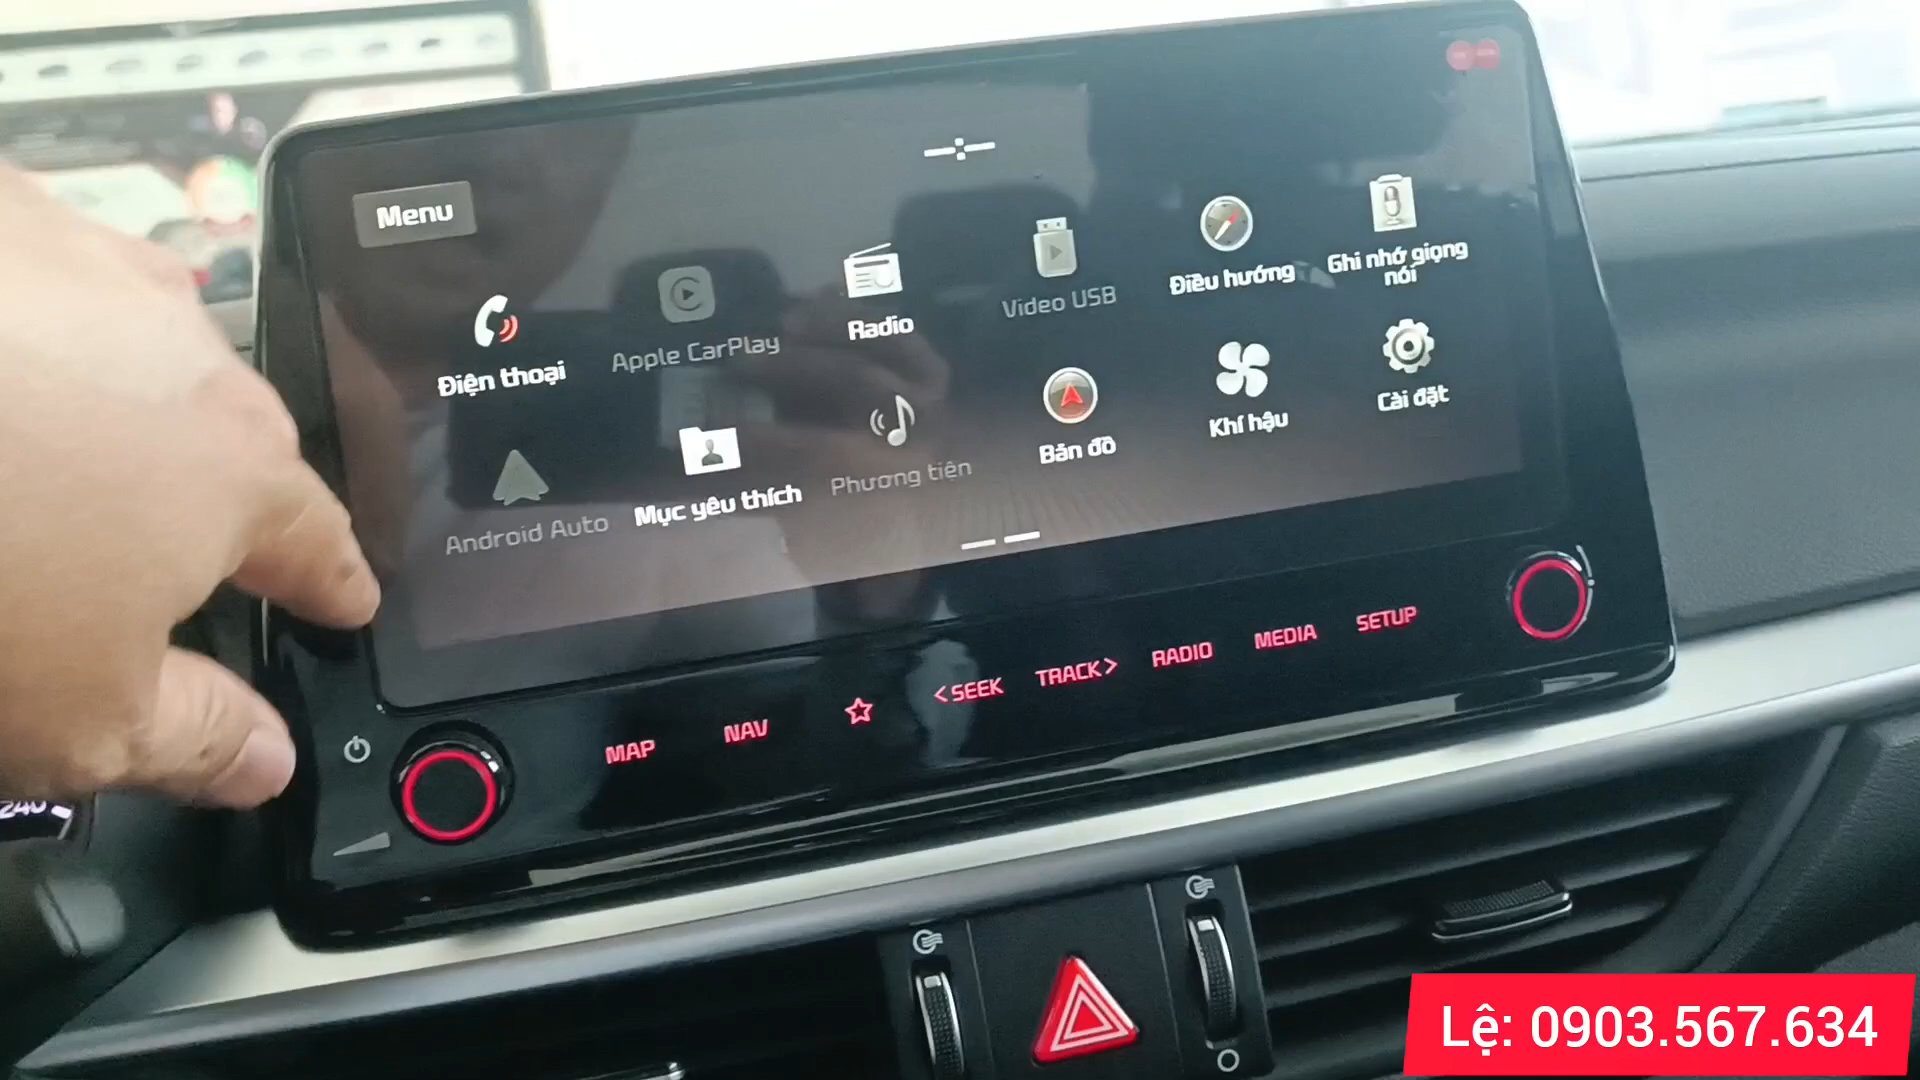 Menu
Điện thoại
Apple CarPlay
Radio
Video USB
Điều hướng
Ghi nhớ giọng
nói
Android Auto
Mục yêu thích
Phương tiện
Bản đồ
Khí hậu
Cài đặt
MAP
NAV
< SEEK
TRACK >
RADIO
MEDIA
SETUP
240
Lệ: 0903.567.634